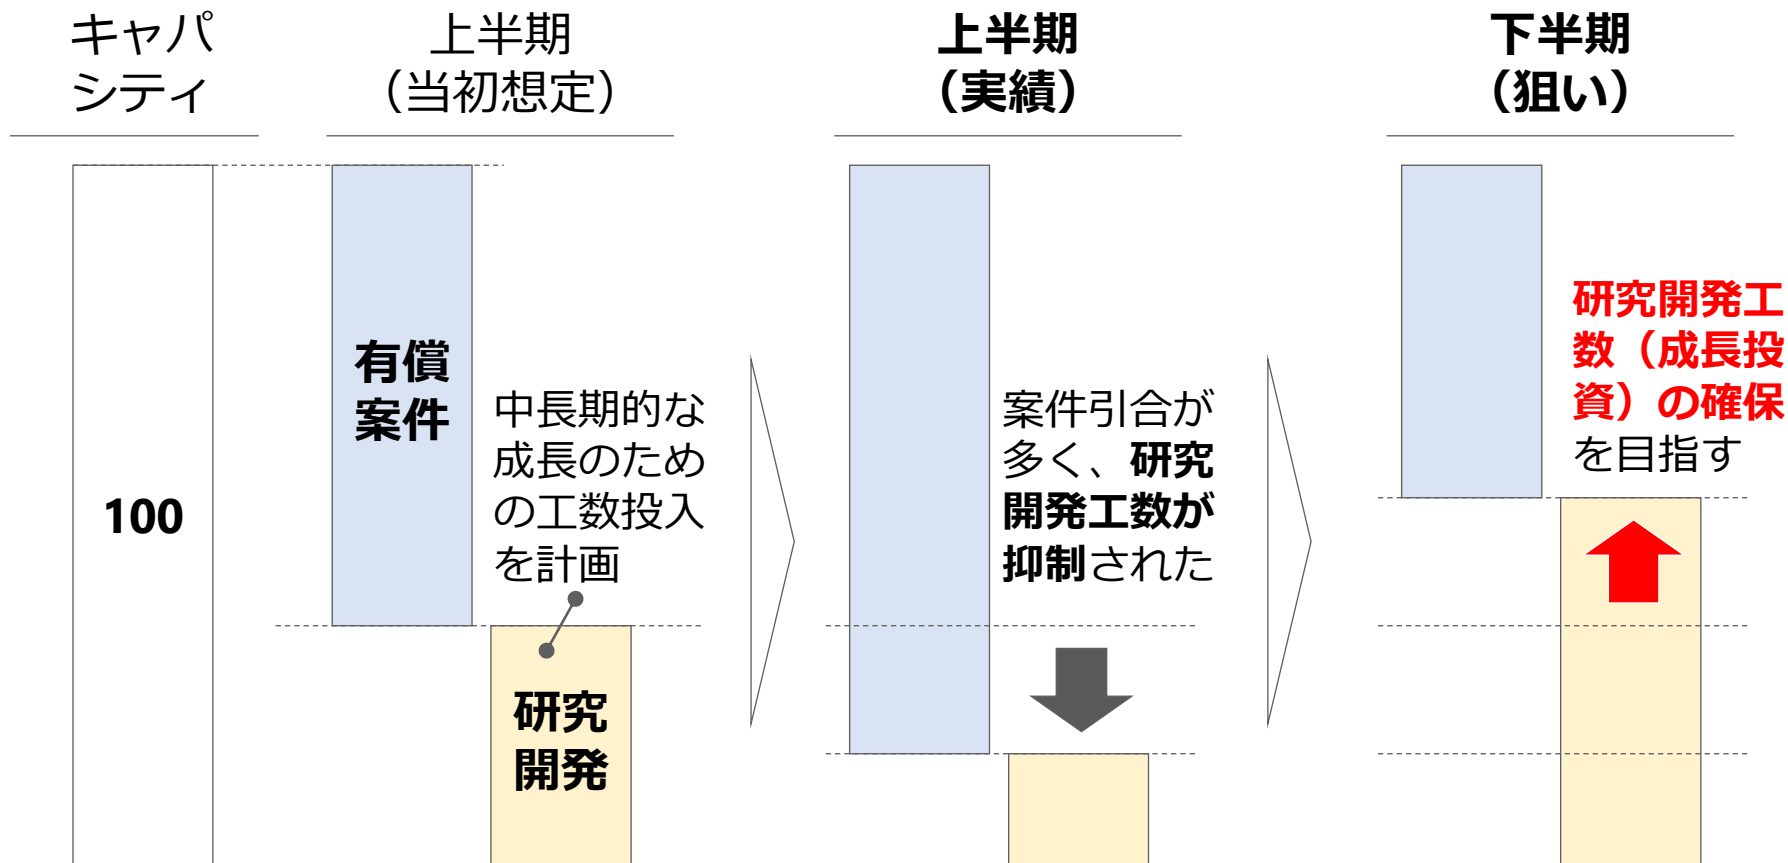 キャパ
シティ
上半期
（当初想定）
上半期
（実績）
下半期
（狙い）
100
有償
案件
中長期的な
成長のため
の工数投入
を計画
研究
開発
案件引合が
多く、研究
開発工数が
抑制された
研究開発工
数（成長投
資）の確保
を目指す